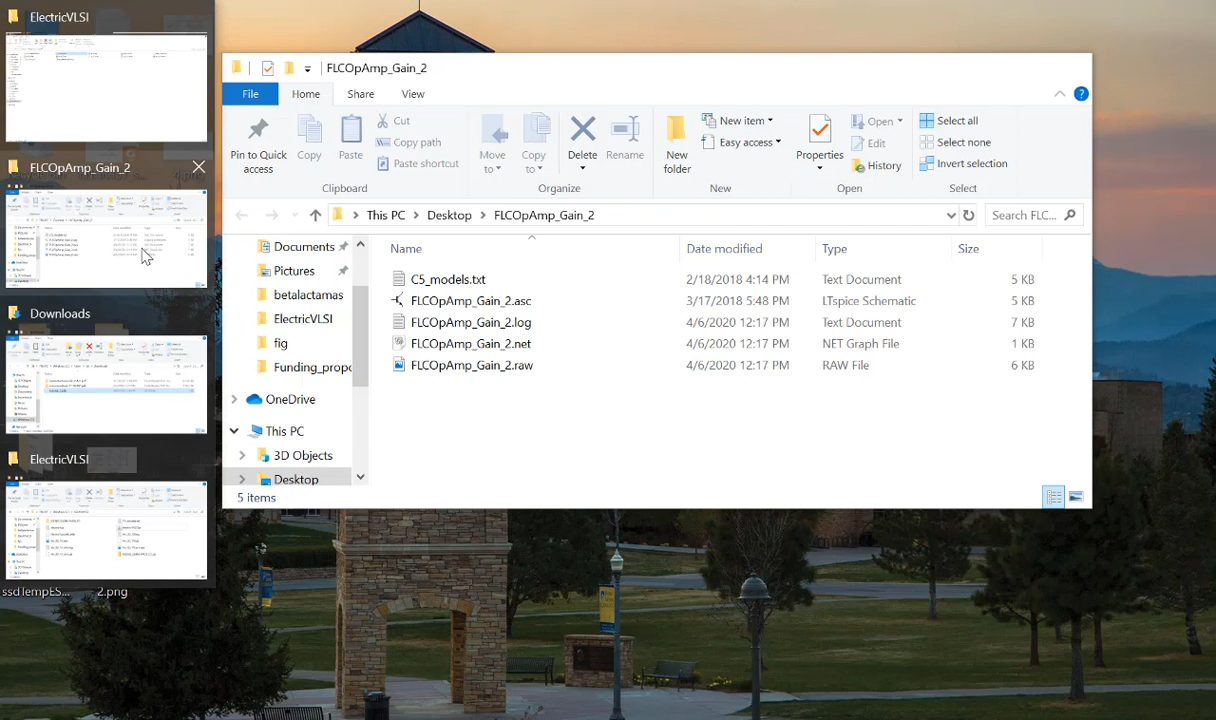 ElectricVLSI
FLCOpAmp_Gain_2
Downloads
ElectricVLSI
ssdTempES... 2.png
FLCOpAmp_Gain_2
File Home Share View
Pin to Quick access
Copy
Paste
Cut
Copy path
Paste shortcut
Clipboard
Move to
Copy to
Delete
Rename
Organize
New folder
New item
Easy access
New
Properties
Open
Edit
History
Open
Select all
Select none
Invert selection
Select
This PC Desktop FLCOpAmp_Gain_2
Search FLC...
Documents
Pictures
betalactamas
ElectricVLSI
fig
Funding_propo
OneDrive
This PC
3D Objects
Desktop
Name Date modified Type Size
C5_models.txt 2/18/2018 4:14 PM Text Document 5 KB
FLCOpAmp_Gain_2.asc 3/17/2018 5:48 PM LTspice Schematic 5 KB
FLCOpAmp_Gain_2.log 4/6/2020 12:17 PM Text Document 7 KB
FLCOpAmp_Gain_2.net 4/6/2020 12:17 PM NET Graph File 1 KB
FLCOpAmp_Gain_2.raw 4/6/2020 12:17 PM RAW File 6 KB
5 items